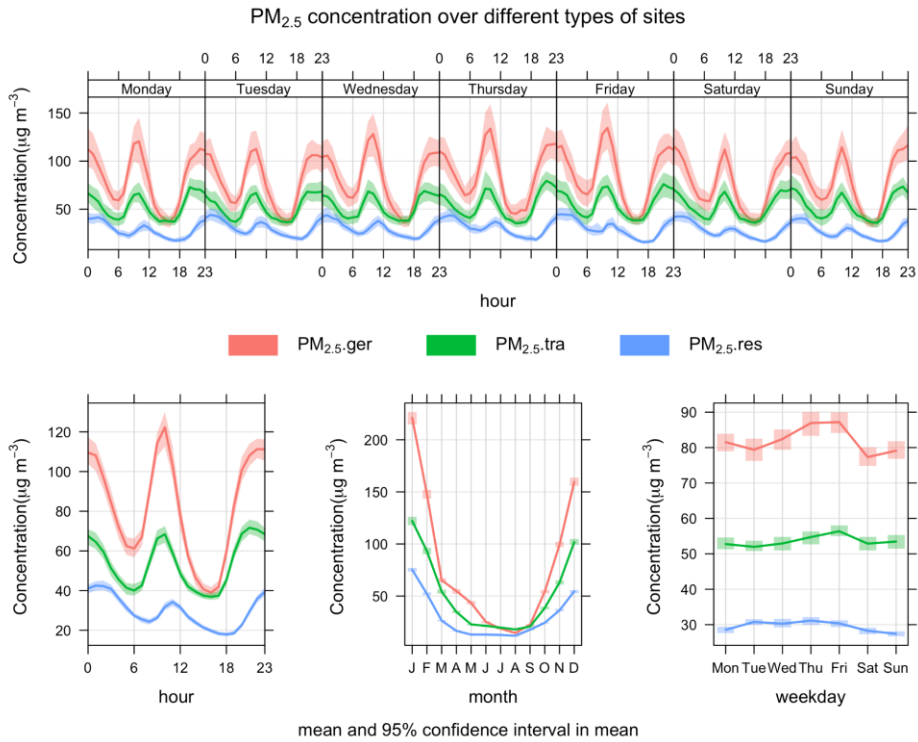 PM2.5 concentration over different types of sites
0 6 12 18 23 0 6 12 18 23 0 6 12 18 23
Monday Tuesday Wednesday Thursday Friday Saturday Sunday
Concentration(μg m−3)
150
100
50
0 6 12 18 23 0 6 12 18 23 0 6 12 18 23 0 6 12 18 23
hour
PM2.5.ger PM2.5.tra PM2.5.res
Concentration(μg m−3)
120
100
80
60
40
20
0 6 12 18 23
hour
Concentration(μg m−3)
200
150
100
50
J F M A M J J A S O N D
month
Concentration(μg m−3)
90
80
70
60
50
40
30
Mon Tue Wed Thu Fri Sat Sun
weekday
mean and 95% confidence interval in mean